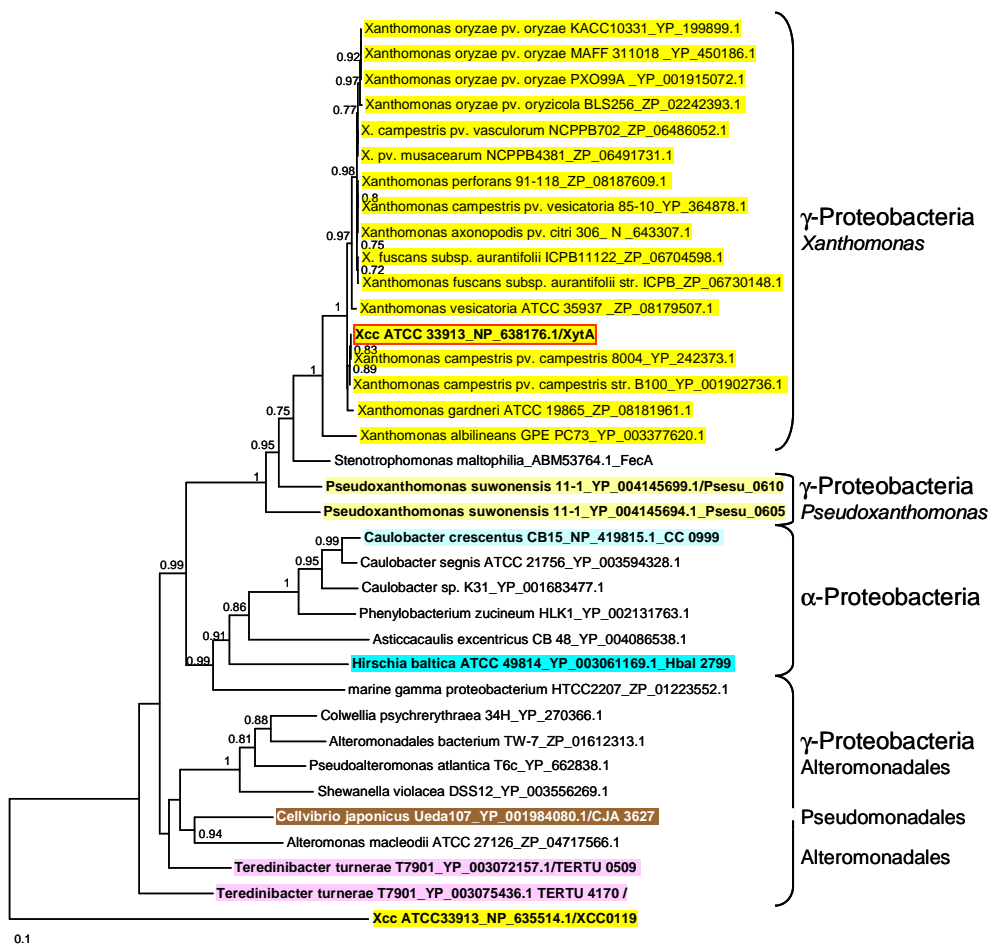 Xanthomonas oryzae pv. oryzae KACC10331_YP_199899.1
0.92
Xanthomonas oryzae pv. oryzae MAFF 311018 _YP_450186.1
0.97
Xanthomonas oryzae pv. oryzae PXO99A _YP_001915072.1
0.77
Xanthomonas oryzae pv. oryzicola BLS256_ZP_02242393.1
X. campestris pv. vasculorum NCPPB702_ZP_06486052.1
X. pv. musacearum NCPPB4381_ZP_06491731.1
0.98
Xanthomonas perforans 91-118_ZP_08187609.1
0.8
Xanthomonas campestris pv. vesicatoria 85-10_YP_364878.1
γ-Proteobacteria
Xanthomonas axonopodis pv. citri 306_ N _643307.1
0.97
0.75
Xanthomonas
X. fuscans subsp. aurantifolii ICPB11122_ZP_06704598.1
0.72
Xanthomonas fuscans subsp. aurantifolii str. ICPB_ZP_06730148.1
1
Xanthomonas vesicatoria ATCC 35937 _ZP_08179507.1
Xcc ATCC 33913_NP_638176.1/XytA
0.83
Xanthomonas campestris pv. campestris 8004_YP_242373.1
0.89
1
Xanthomonas campestris pv. campestris str. B100_YP_001902736.1
0.75
Xanthomonas gardneri ATCC 19865_ZP_08181961.1
Xanthomonas albilineans GPE PC73_YP_003377620.1
0.95
Stenotrophomonas maltophilia_ABM53764.1_FecA
1
Pseudoxanthomonas suwonensis 11-1_YP_004145699.1/Psesu_0610
γ-Proteobacteria
Pseudoxanthomonas suwonensis 11-1_YP_004145694.1_Psesu_0605
Pseudoxanthomonas
0.99
Caulobacter crescentus CB15_NP_419815.1_CC 0999
0.95
Caulobacter segnis ATCC 21756_YP_003594328.1
0.99
1
Caulobacter sp. K31_YP_001683477.1
α-Proteobacteria
0.86
Phenylobacterium zucineum HLK1_YP_002131763.1
0.91
Asticcacaulis excentricus CB 48_YP_004086538.1
0.99
Hirschia baltica ATCC 49814_YP_003061169.1_Hbal 2799
marine gamma proteobacterium HTCC2207_ZP_01223552.1
0.88
Colwellia psychrerythraea 34H_YP_270366.1
0.81
Alteromonadales bacterium TW-7_ZP_01612313.1
γ-Proteobacteria
1
Pseudoalteromonas atlantica T6c_YP_662838.1
Alteromonadales
Shewanella violacea DSS12_YP_003556269.1
Cellvibrio japonicus Ueda107_YP_001984080.1/CJA 3627
Pseudomonadales
0.94
Alteromonas macleodii ATCC 27126_ZP_04717566.1
Alteromonadales
Teredinibacter turnerae T7901_YP_003072157.1/TERTU 0509
Teredinibacter turnerae T7901_YP_003075436.1 TERTU 4170 /
Xcc ATCC33913_NP_635514.1/XCC0119
0.1